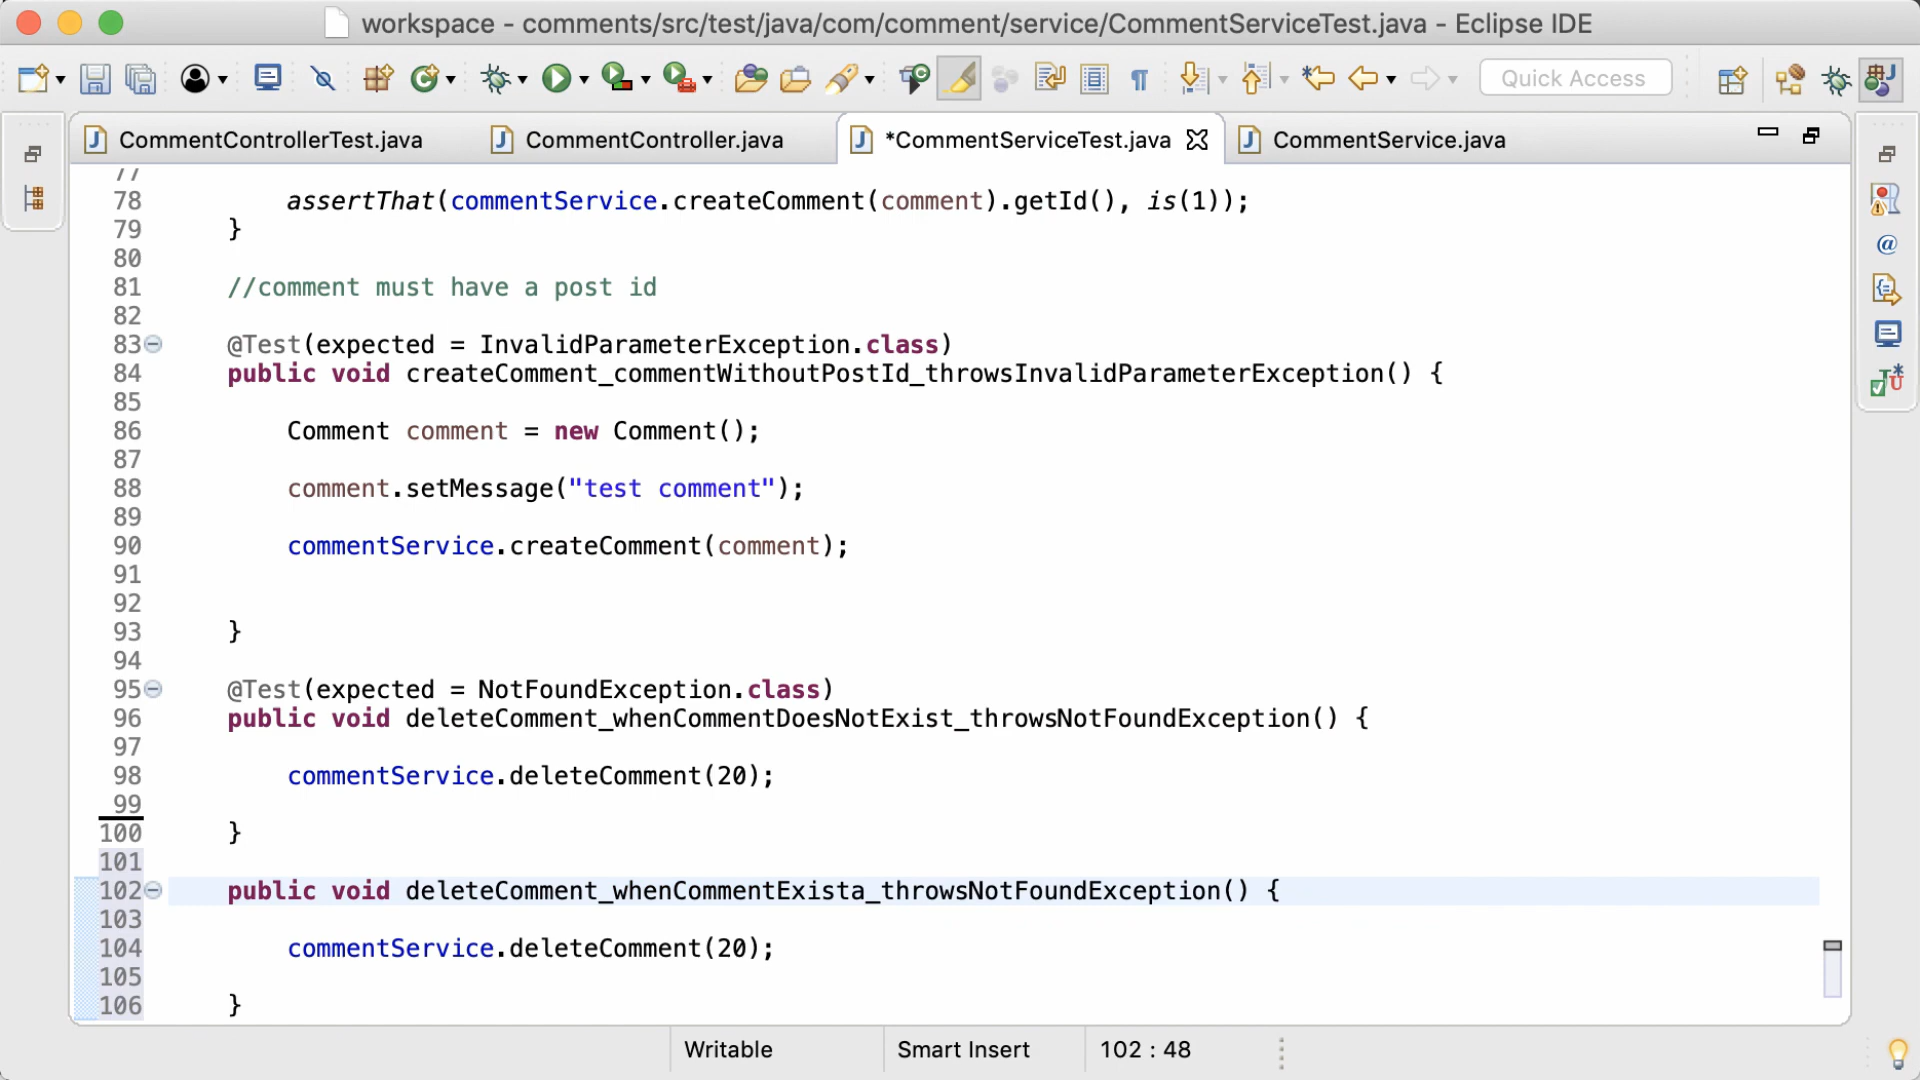 workspace - comments/src/test/java/com/comment/service/CommentServiceTest.java - Eclipse IDE
Quick Access
CommentControllerTest.java
CommentController.java
*CommentServiceTest.java
CommentService.java
77
78 assertThat(commentService.createComment(comment).getId(), is(1));
79 }
80
81 //comment must have a post id
82
83 @Test(expected = InvalidParameterException.class)
84 public void createComment_commentWithoutPostId_throwsInvalidParameterException() {
85
86 Comment comment = new Comment();
87
88 comment.setMessage("test comment");
89
90 commentService.createComment(comment);
91
92
93 }
94
95 @Test(expected = NotFoundException.class)
96 public void deleteComment_whenCommentDoesNotExist_throwsNotFoundException() {
97
98 commentService.deleteComment(20);
99
100 }
101
102 public void deleteComment_whenCommentExista_throwsNotFoundException() {
103
104 commentService.deleteComment(20);
105
106 }
Writable
Smart Insert
102 : 48